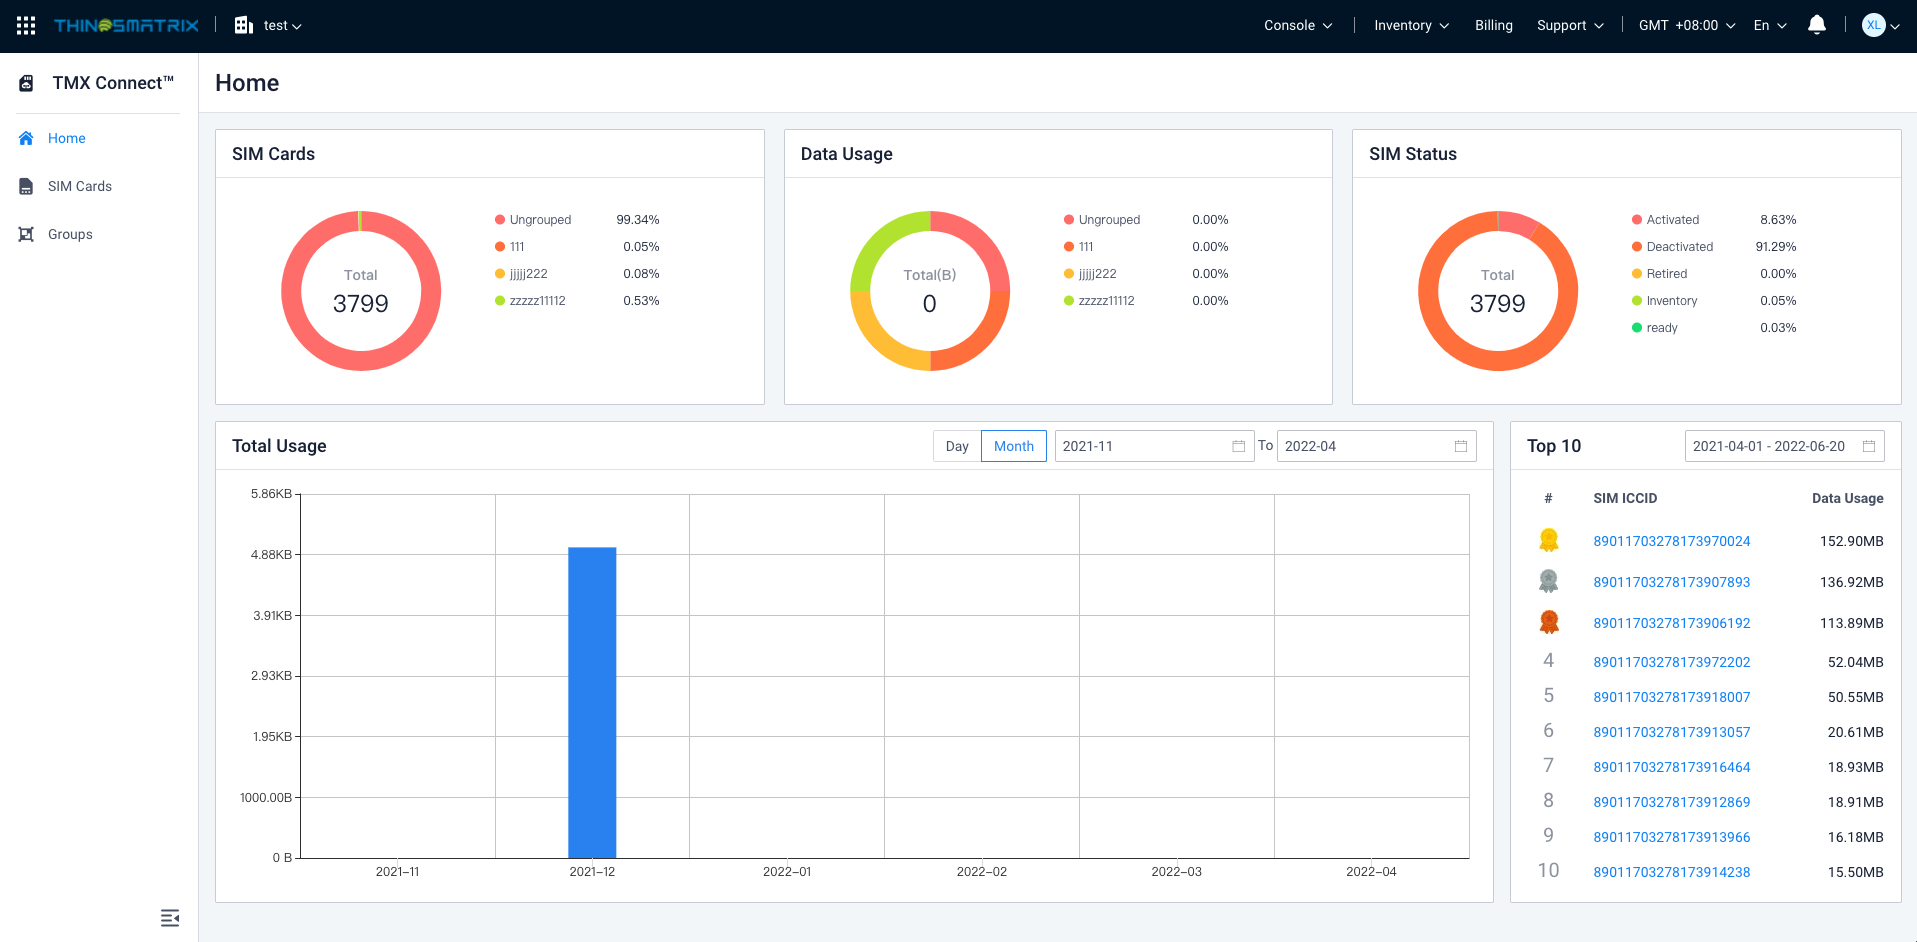 THINGSMATRIX
test
Console
Inventory
Billing
Support
GMT +08:00
En
XL
TMX Connect™
Home
SIM Cards
Groups
Home
SIM Cards
Total
3799
Ungrouped 99.34%
111 0.05%
jjjjj222 0.08%
zzzzz11112 0.53%
Data Usage
Total(B)
0
Ungrouped 0.00%
111 0.00%
jjjjj222 0.00%
zzzzz11112 0.00%
SIM Status
Total
3799
Activated 8.63%
Deactivated 91.29%
Retired 0.00%
Inventory 0.05%
ready 0.03%
Total Usage
Day Month 2021-11 To 2022-04
5.86KB
4.88KB
3.91KB
2.93KB
1.95KB
1000.00B
0 B
2021-11 2021-12 2022-01 2022-02 2022-03 2022-04
Top 10
2021-04-01 - 2022-06-20
# SIM ICCID Data Usage
89011703278173970024 152.90MB
89011703278173907893 136.92MB
89011703278173906192 113.89MB
4 89011703278173972202 52.04MB
5 89011703278173918007 50.55MB
6 89011703278173913057 20.61MB
7 89011703278173916464 18.93MB
8 89011703278173912869 18.91MB
9 89011703278173913966 16.18MB
10 89011703278173914238 15.50MB